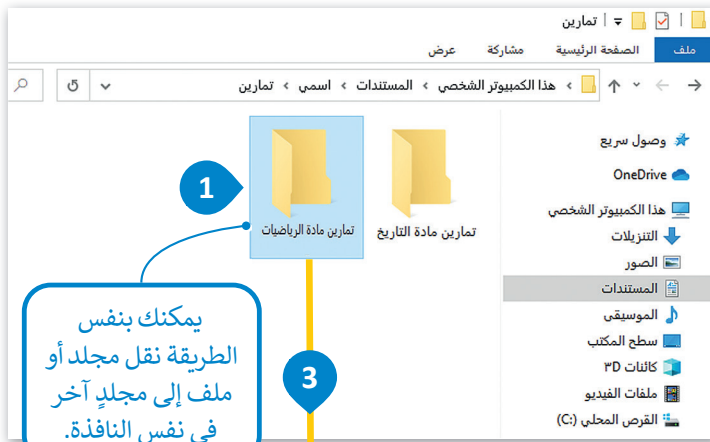 تمارين
ملف الصفحة الرئيسية مشاركة عرض
هذا الكمبيوتر الشخصي › المستندات › اسمي › تمارين
وصول سريع
OneDrive
هذا الكمبيوتر الشخصي
التنزيلات
الصور
المستندات
الموسيقى
سطح المكتب
كائنات ٣D
ملفات الفيديو
القرص المحلي (C:)
تمارين مادة التاريخ
تمارين مادة الرياضيات
1
يمكنك بنفس
الطريقة نقل مجلد أو
ملف إلى مجلدٍ آخر
في نفس النافذة.
3